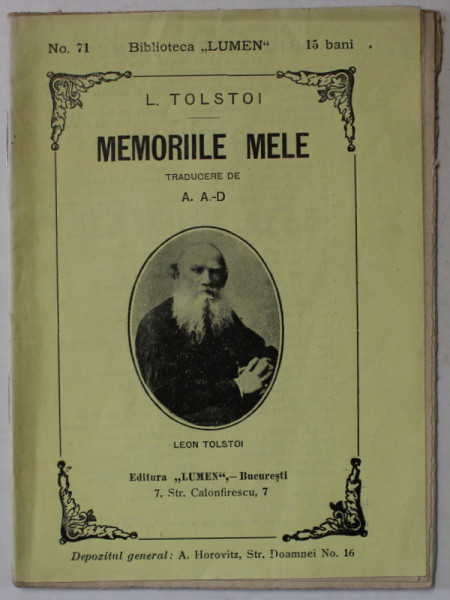 No. 71 Biblioteca „LUMEN“ 15 bani
L. TOLSTOI
MEMORIILE MELE
TRADUCERE DE
A. A.-D
LEON TOLSTOI
Editura „LUMEN“,– Bucureşti
7. Str. Calonfirescu, 7
Depozitul general: A. Horovitz, Str. Doamnei No. 16